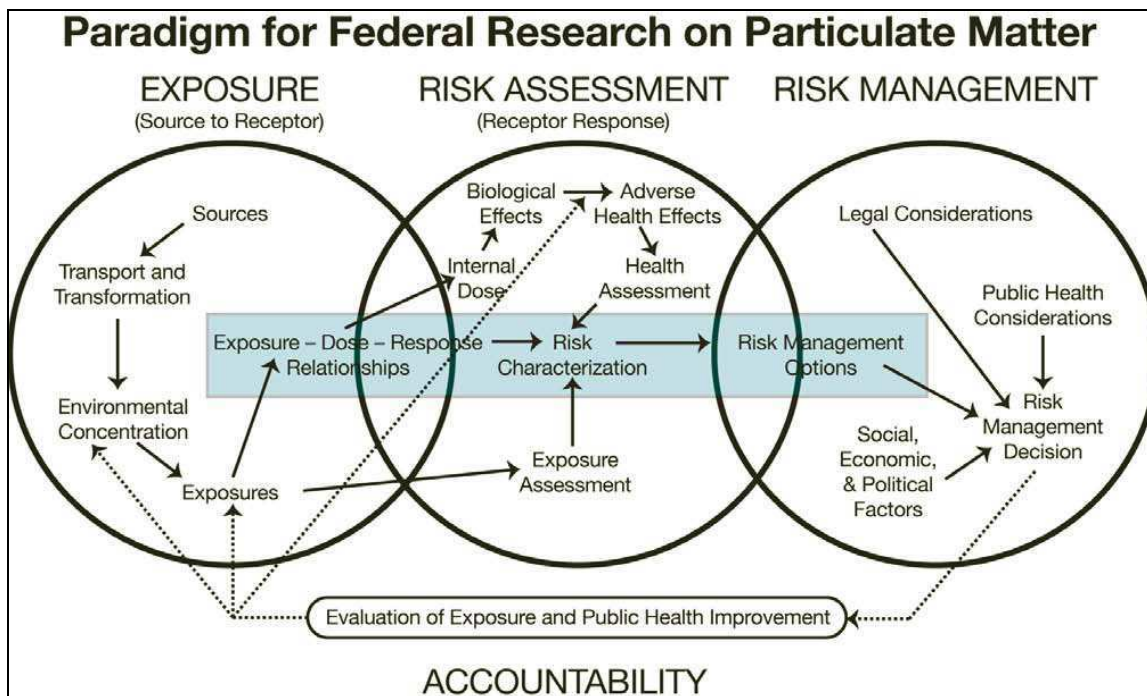 Paradigm for Federal Research on Particulate Matter
EXPOSURE
(Source to Receptor)
RISK ASSESSMENT
(Receptor Response)
RISK MANAGEMENT
Sources
Transport and
Transformation
Environmental
Concentration
Exposures
Exposure – Dose – Response
Relationships
Internal
Dose
Biological
Effects
Adverse
Health Effects
Health
Assessment
Risk
Characterization
Exposure
Assessment
Risk Management
Options
Legal Considerations
Public Health
Considerations
Risk
Management
Decision
Social,
Economic,
& Political
Factors
Evaluation of Exposure and Public Health Improvement
ACCOUNTABILITY